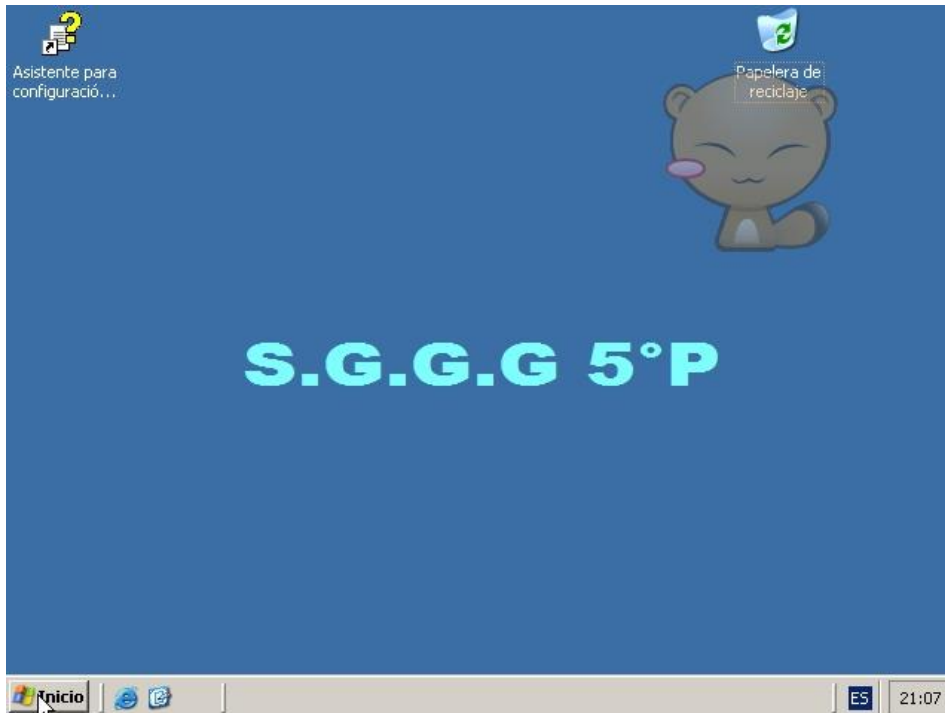 Asistente para
configuració...
Papelera de
reciclaje
S.G.G.G 5°P
Inicio
ES
21:07